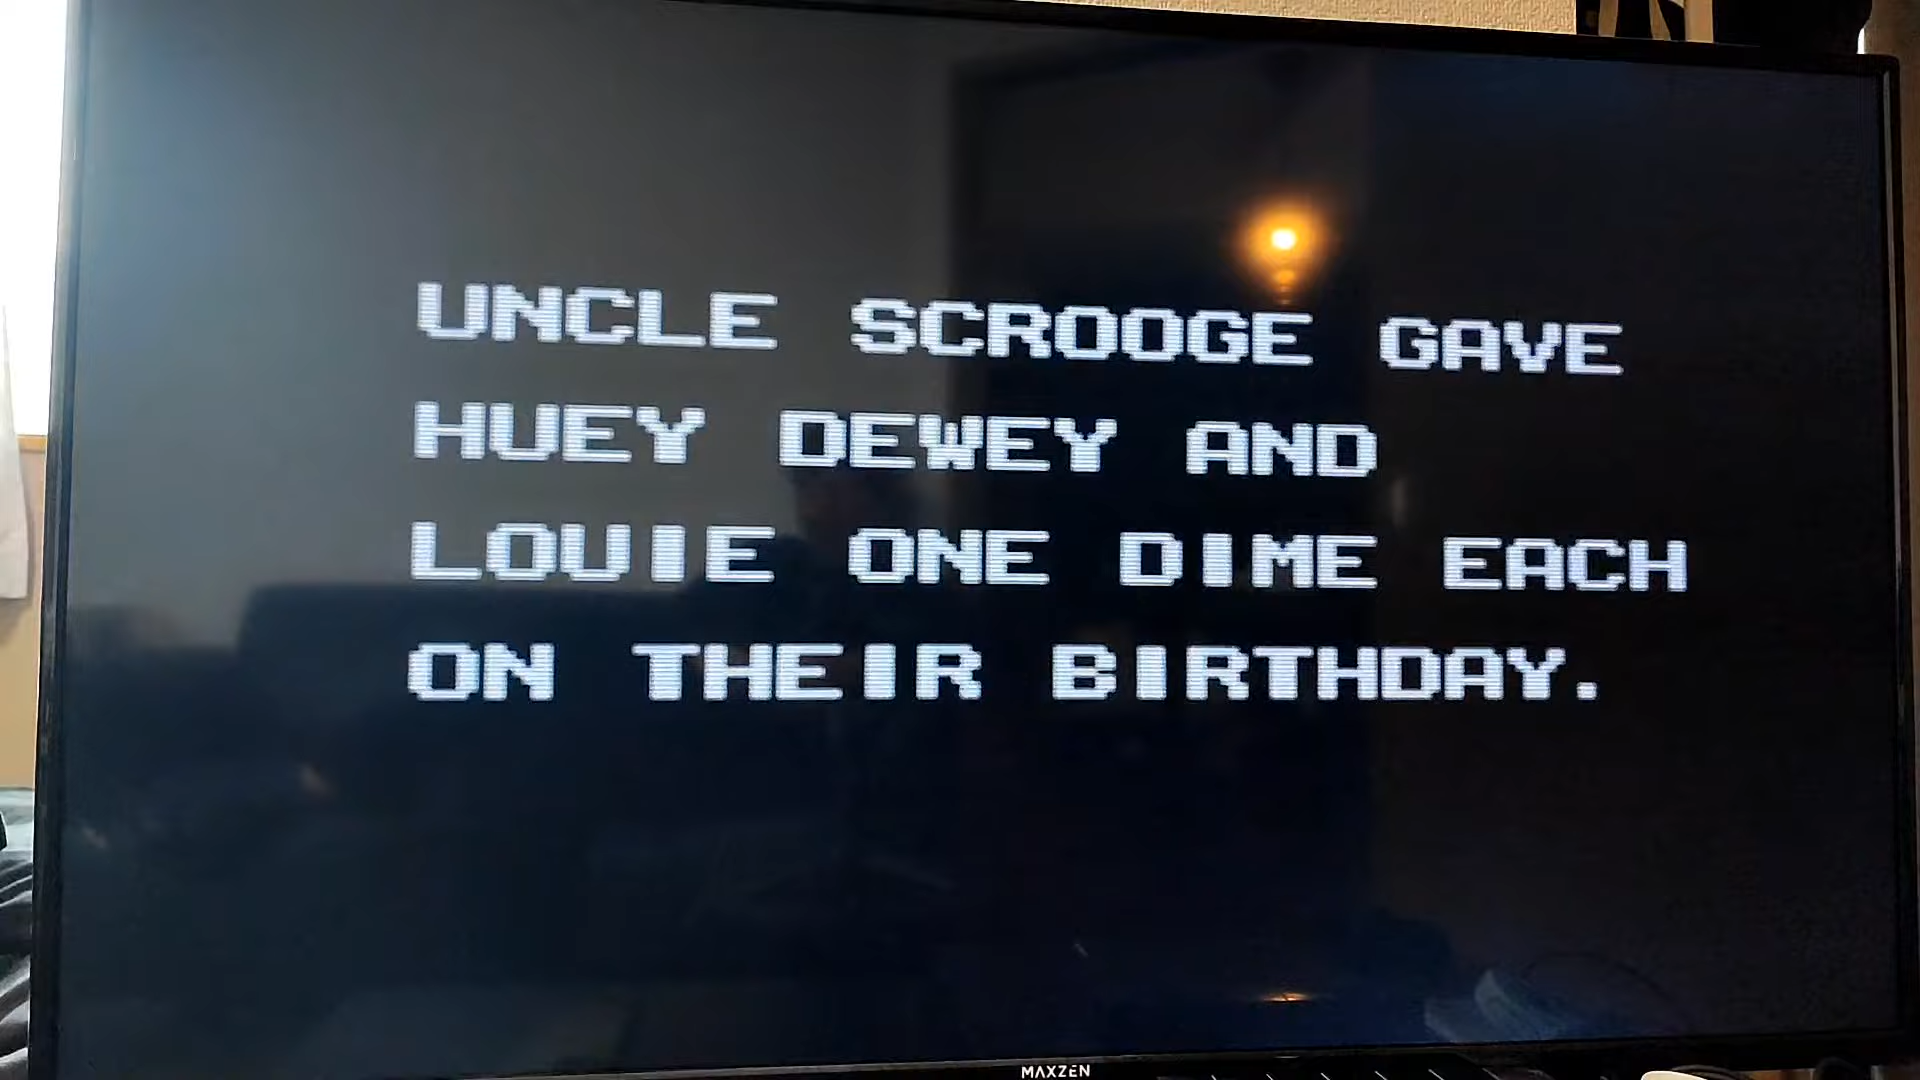 UNCLE SCROOGE GAVE
HUEY DEWEY AND
LOUIE ONE DIME EACH
ON THEIR BIRTHDAY.
MAXZEN